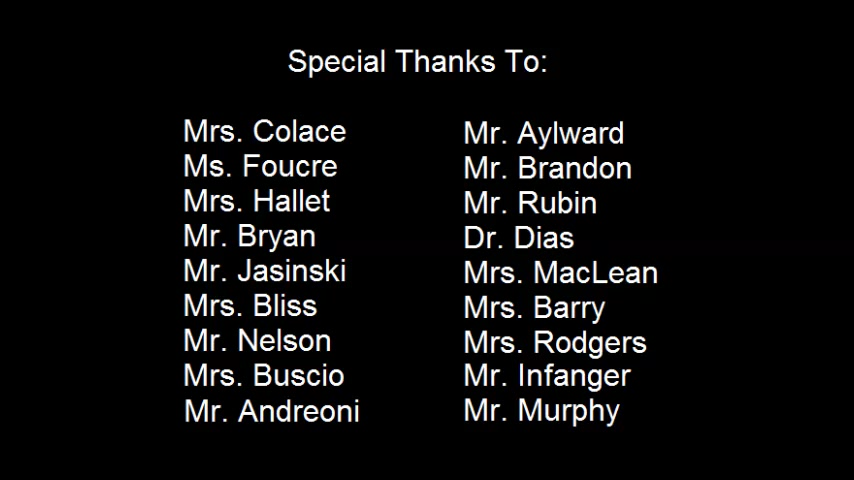 Special Thanks To:
Mrs. Colace
Ms. Foucre
Mrs. Hallet
Mr. Bryan
Mr. Jasinski
Mrs. Bliss
Mr. Nelson
Mrs. Buscio
Mr. Andreoni
Mr. Aylward
Mr. Brandon
Mr. Rubin
Dr. Dias
Mrs. MacLean
Mrs. Barry
Mrs. Rodgers
Mr. Infanger
Mr. Murphy